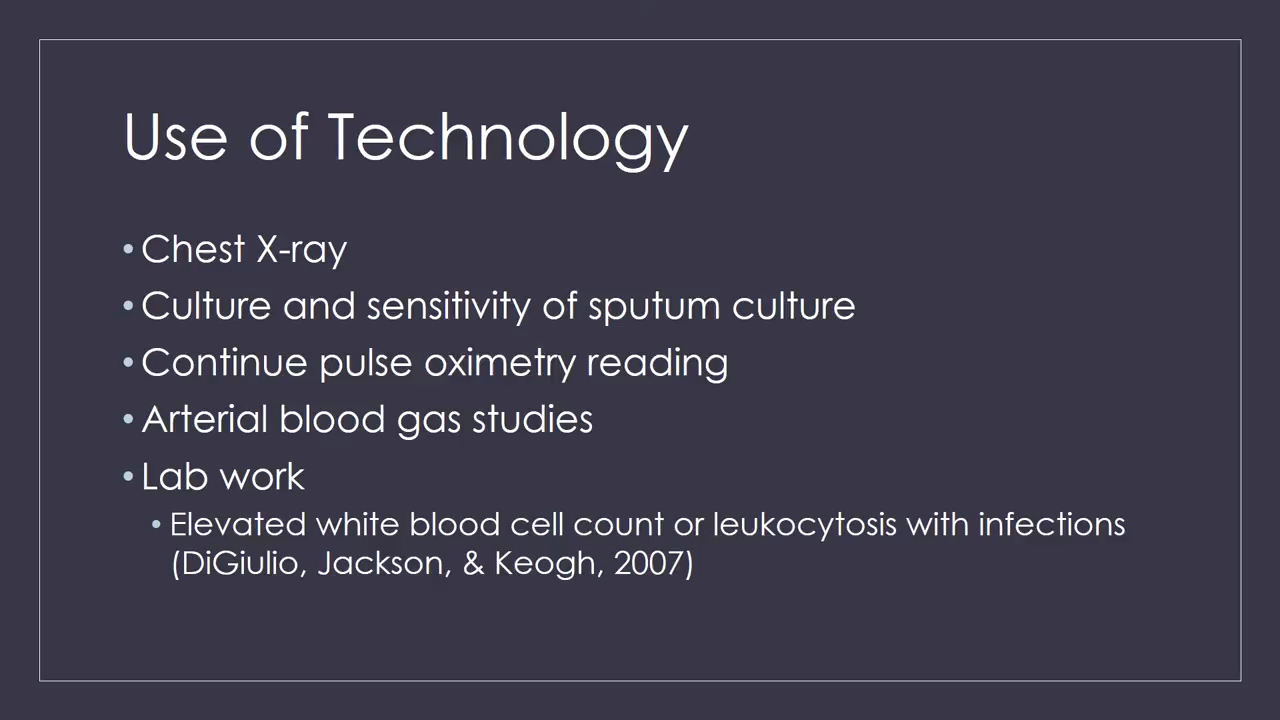 Use of Technology
• Chest X-ray
• Culture and sensitivity of sputum culture
• Continue pulse oximetry reading
• Arterial blood gas studies
• Lab work
• Elevated white blood cell count or leukocytosis with infections
(DiGiulio, Jackson, & Keogh, 2007)